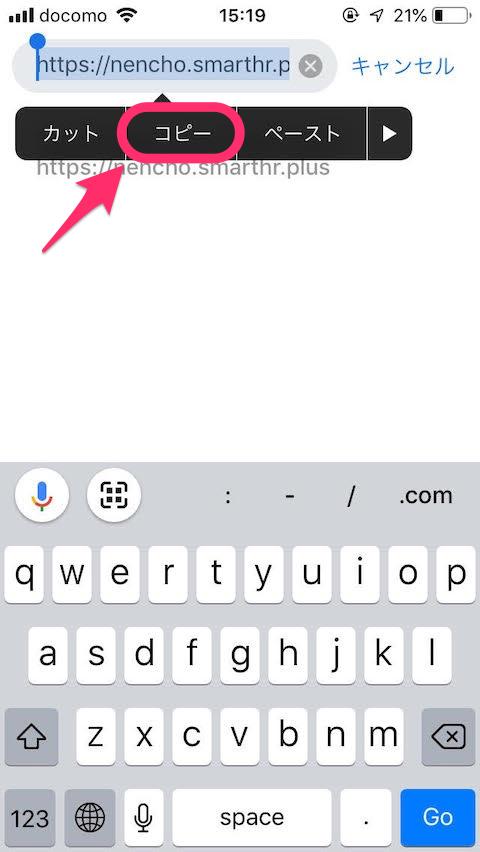 docomo 15:19 21%
https://nencho.smarthr.p キャンセル
カット コピー ペースト
https://nencho.smarthr.plus
: - / .com
q w e r t y u i o p
a s d f g h j k l
z x c v b n m
123 space . Go